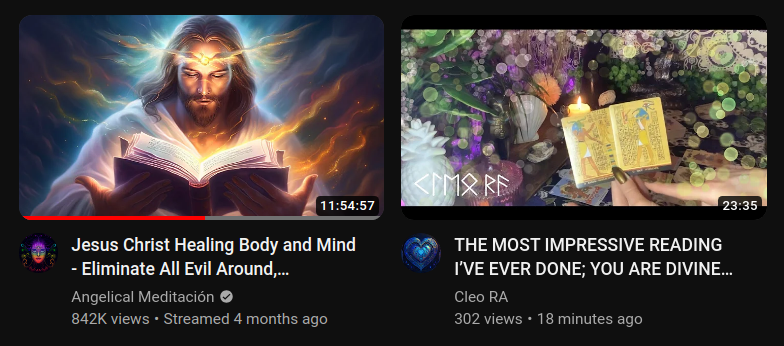 11:54:57
Jesus Christ Healing Body and Mind
- Eliminate All Evil Around,...
Angelical Meditación
842K views • Streamed 4 months ago
ᚲᛚᛖᛟ ᚱᚨ
23:35
THE MOST IMPRESSIVE READING
I’VE EVER DONE; YOU ARE DIVINE...
Cleo RA
302 views • 18 minutes ago